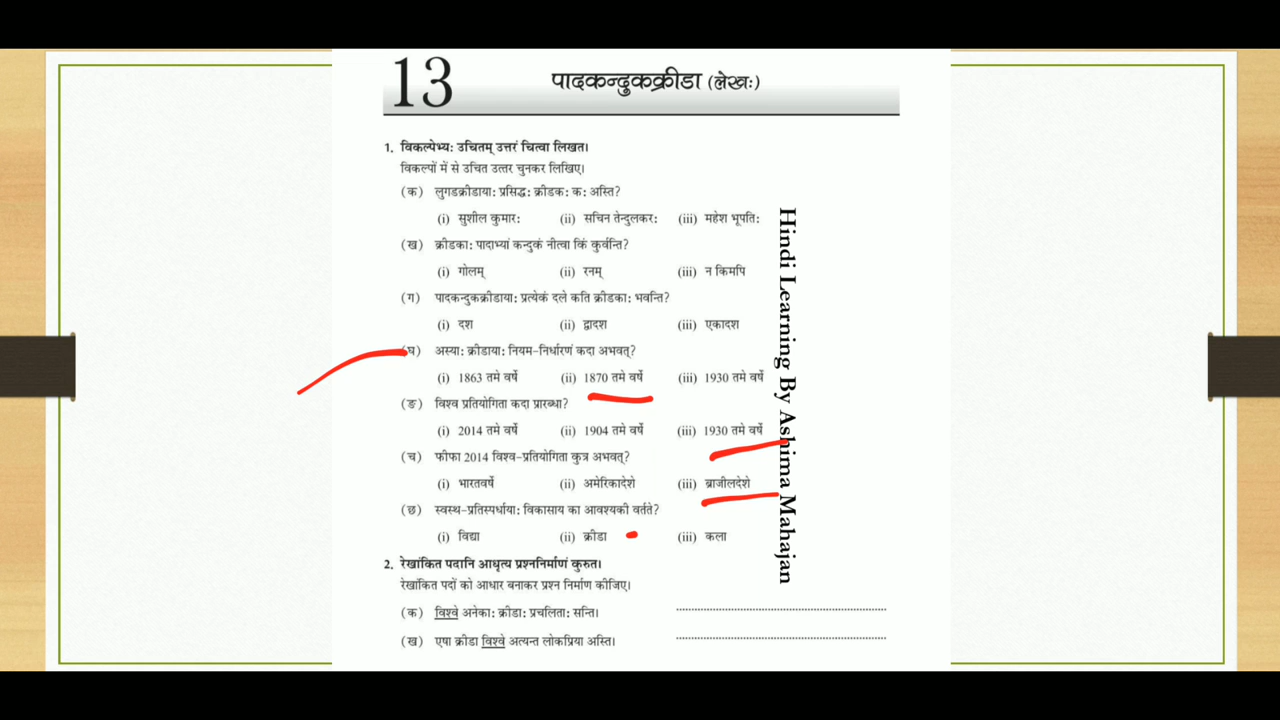 13
पादकन्दुकक्रीडा (लेखः)
1. विकल्पेभ्यः उचितम् उत्तरं चित्वा लिखत।
विकल्पों में से उचित उत्तर चुनकर लिखिए।
(क) लुगडक्रीडायाः प्रसिद्धः क्रीडकः कः अस्ति?
(i) सुशील कुमारः (ii) सचिन तेन्दुलकरः (iii) महेश भूपतिः
(ख) क्रीडकाः पादाभ्यां कन्दुकं नीत्वा किं कुर्वन्ति?
(i) गोलम् (ii) रनम् (iii) न किमपि
(ग) पादकन्दुकक्रीडायाः प्रत्येकं दले कति क्रीडकाः भवन्ति?
(i) दश (ii) द्वादश (iii) एकादश
(घ) अस्याः क्रीडायाः नियम-निर्धारणं कदा अभवत्?
(i) 1863 तमे वर्षे (ii) 1870 तमे वर्षे (iii) 1930 तमे वर्षे
(ङ) विश्व प्रतियोगिता कदा प्रारब्धा?
(i) 2014 तमे वर्षे (ii) 1904 तमे वर्षे (iii) 1930 तमे वर्षे
(च) फीफा 2014 विश्व-प्रतियोगिता कुत्र अभवत्?
(i) भारतवर्षे (ii) अमेरिकादेशे (iii) ब्राजीलदेशे
(छ) स्वस्थ-प्रतिस्पर्धायाः विकासाय का आवश्यकी वर्तते?
(i) विद्या (ii) क्रीडा (iii) कला
2. रेखांकित पदानि आधृत्य प्रश्ननिर्माणं कुरुत।
रेखांकित पदों को आधार बनाकर प्रश्न निर्माण कीजिए।
(क) विश्वे अनेकाः क्रीडाः प्रचलिताः सन्ति।
(ख) एषा क्रीडा विश्वे अत्यन्त लोकप्रिया अस्ति।
Hindi Learning By Ashima Mahajan